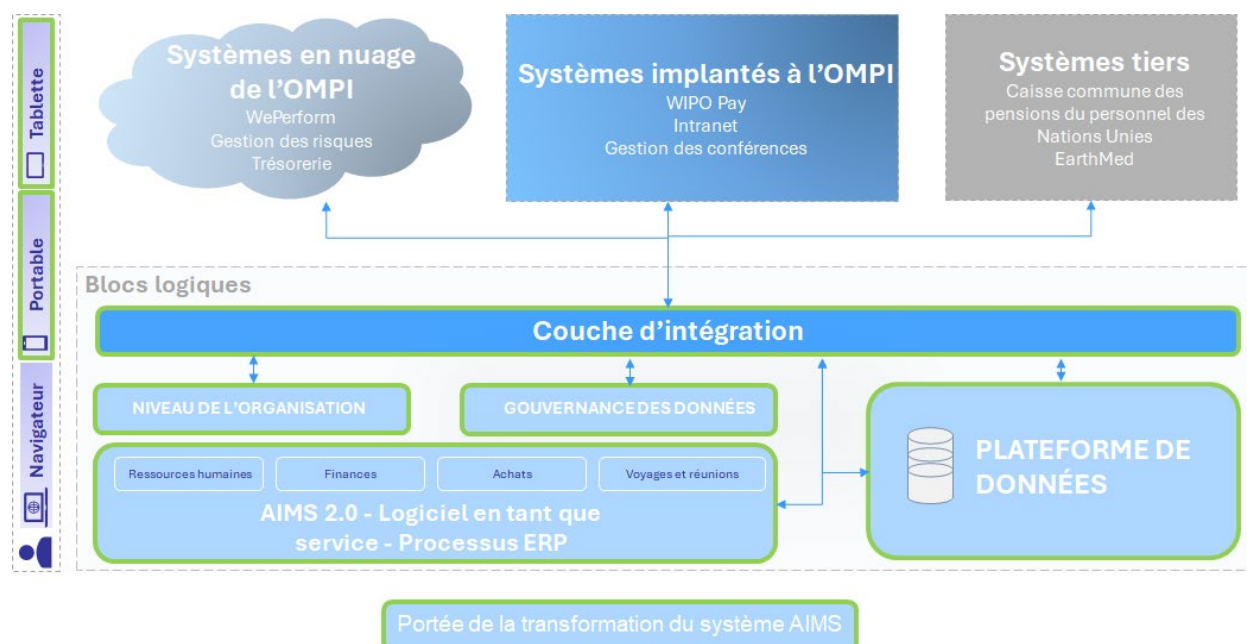 Tablette
Portable
Navigateur
Systèmes en nuage
de l’OMPI
WePerform
Gestion des risques
Trésorerie
Systèmes implantés à l’OMPI
WIPO Pay
Intranet
Gestion des conférences
Systèmes tiers
Caisse commune des
pensions du personnel des
Nations Unies
EarthMed
Blocs logiques
Couche d’intégration
NIVEAU DE L’ORGANISATION
GOUVERNANCE DES DONNÉES
Ressources humaines
Finances
Achats
Voyages et réunions
AIMS 2.0 - Logiciel en tant que
service - Processus ERP
PLATEFORME DE
DONNÉES
Portée de la transformation du système AIMS